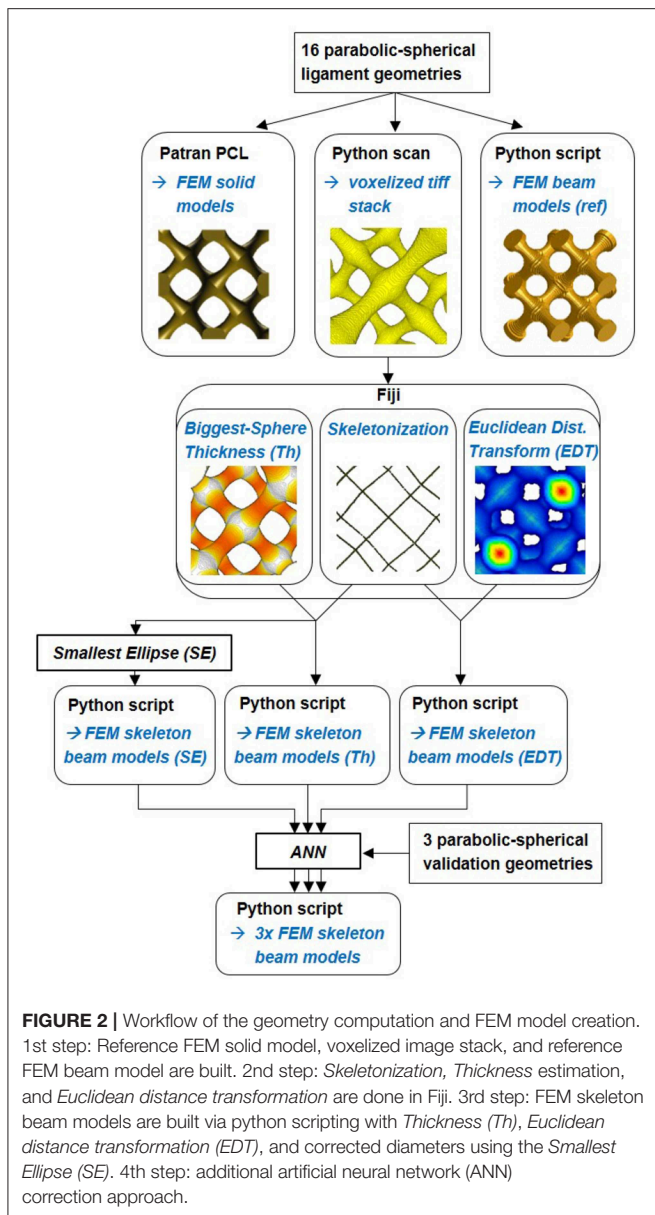 16 parabolic-spherical
ligament geometries
Patran PCL
→ FEM solid
models
Python scan
→ voxelized tiff
stack
Python script
→ FEM beam
models (ref)
Fiji
Biggest-Sphere
Thickness (Th)
Skeletonization
Euclidean Dist.
Transform (EDT)
Smallest Ellipse (SE)
Python script
→ FEM skeleton
beam models (SE)
Python script
→ FEM skeleton
beam models (Th)
Python script
→ FEM skeleton
beam models (EDT)
ANN
3 parabolic-spherical
validation geometries
Python script
→ 3x FEM skeleton
beam models
FIGURE 2 | Workflow of the geometry computation and FEM model creation.
1st step: Reference FEM solid model, voxelized image stack, and reference
FEM beam model are built. 2nd step: Skeletonization, Thickness estimation,
and Euclidean distance transformation are done in Fiji. 3rd step: FEM skeleton
beam models are built via python scripting with Thickness (Th), Euclidean
distance transformation (EDT), and corrected diameters using the Smallest
Ellipse (SE). 4th step: additional artificial neural network (ANN)
correction approach.